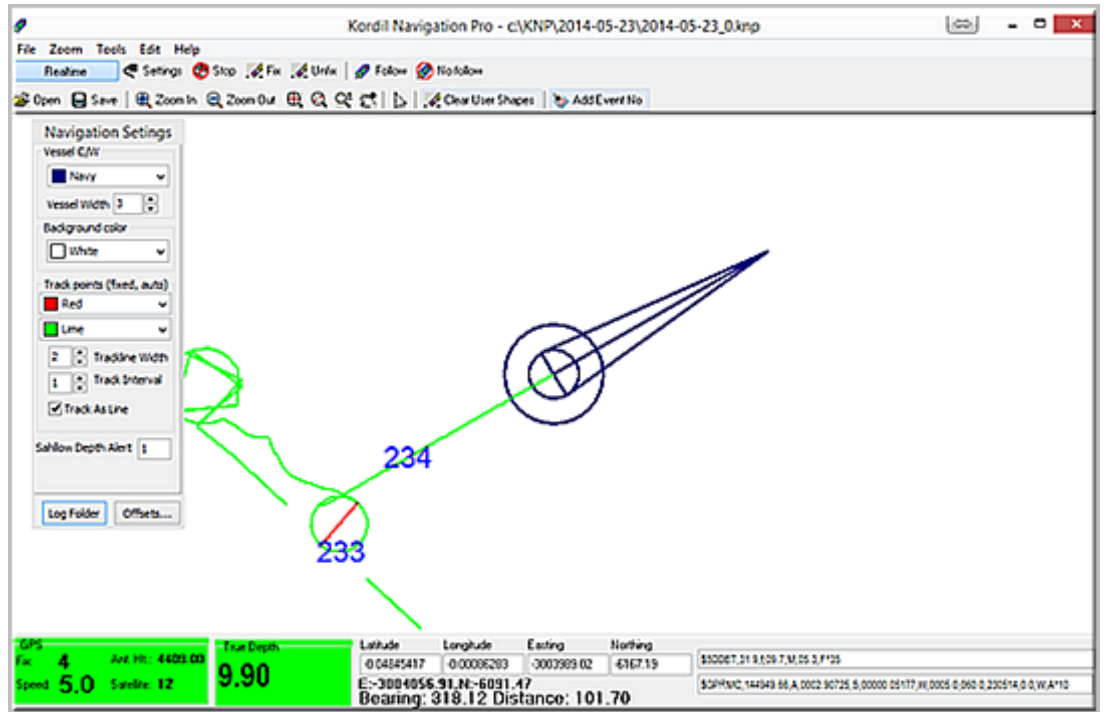 Kordill Navigation Pro - c:\KNP\2014-05-23\2014-05-23_0.knp
File Zoom Tools Edit Help
Realtime Settings Stop Fix Unfix Follow No follow
Open Save Zoom In Zoom Out Clear User Shapes Add Event No
Navigation Setings
Vessel C/W
Navy
Vessel Width 3
Background color
White
Track points (fixed, auto)
Red
Lime
2 Trackline Width
1 Track Interval
Track As Line
Sahllow Depth Alert 1
Log Folder Offsets...
234
233
GPS
Fix: 4 Ant. Ht.: 4603.00
Speed: 5.0 Satelite: 12
True Depth
9.90
Latitude Longitude Easting Northing
-0.04845417 -0.00086283 -3003989.02 -6167.19
E:-3004056.91,N:-6091.47
Bearing: 318.12 Distance: 101.70